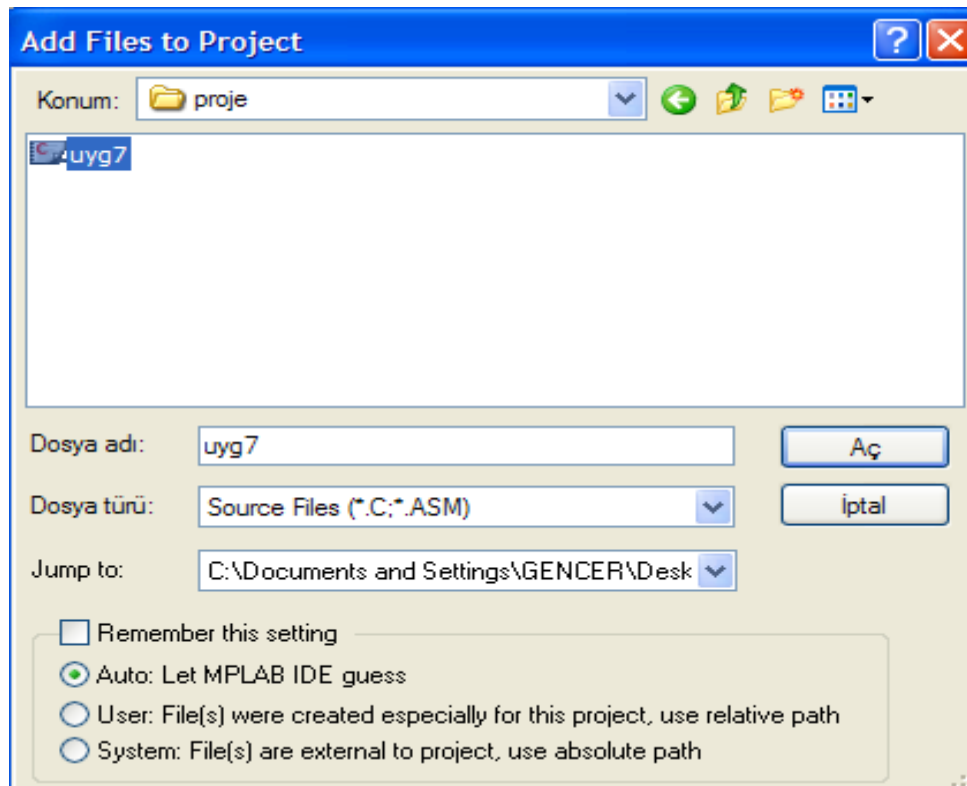 Add Files to Project
Konum: proje
uyg7
Dosya adı: uyg7 Aç
Dosya türü: Source Files (*.C;*.ASM) İptal
Jump to: C:\Documents and Settings\GENCER\Desk
Remember this setting
Auto: Let MPLAB IDE guess
User: File(s) were created especially for this project, use relative path
System: File(s) are external to project, use absolute path